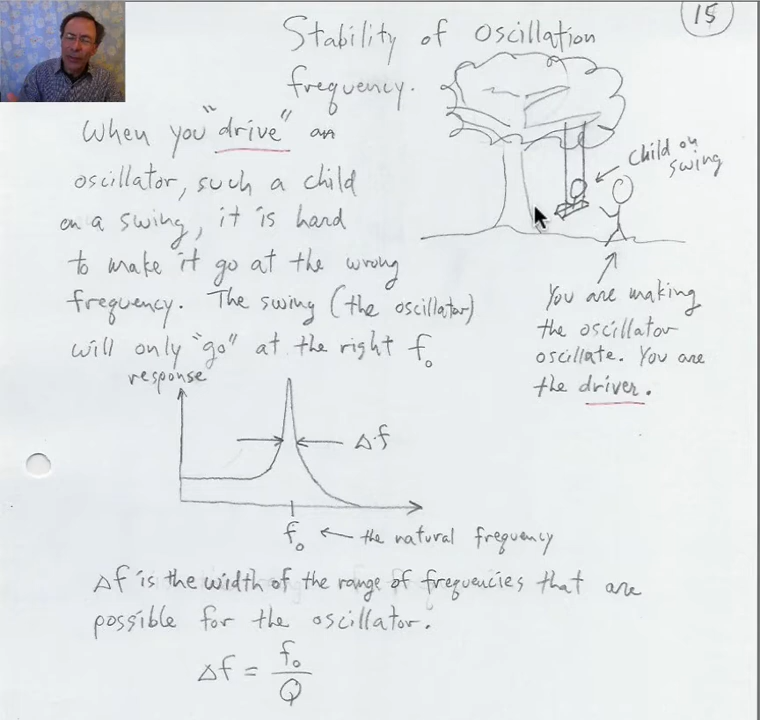 15
Stability of Oscillation
frequency.
When you "drive" an
oscillator, such a child
on a swing, it is hard
to make it go at the wrong
frequency. The swing (the oscillator)
will only "go" at the right f₀
Child on
swing
You are making
the oscillator
oscillate. You are
the driver.
response
Δf
f₀ ← the natural frequency
Δf is the width of the range of frequencies that are
possible for the oscillator.
Δf = f₀/Q